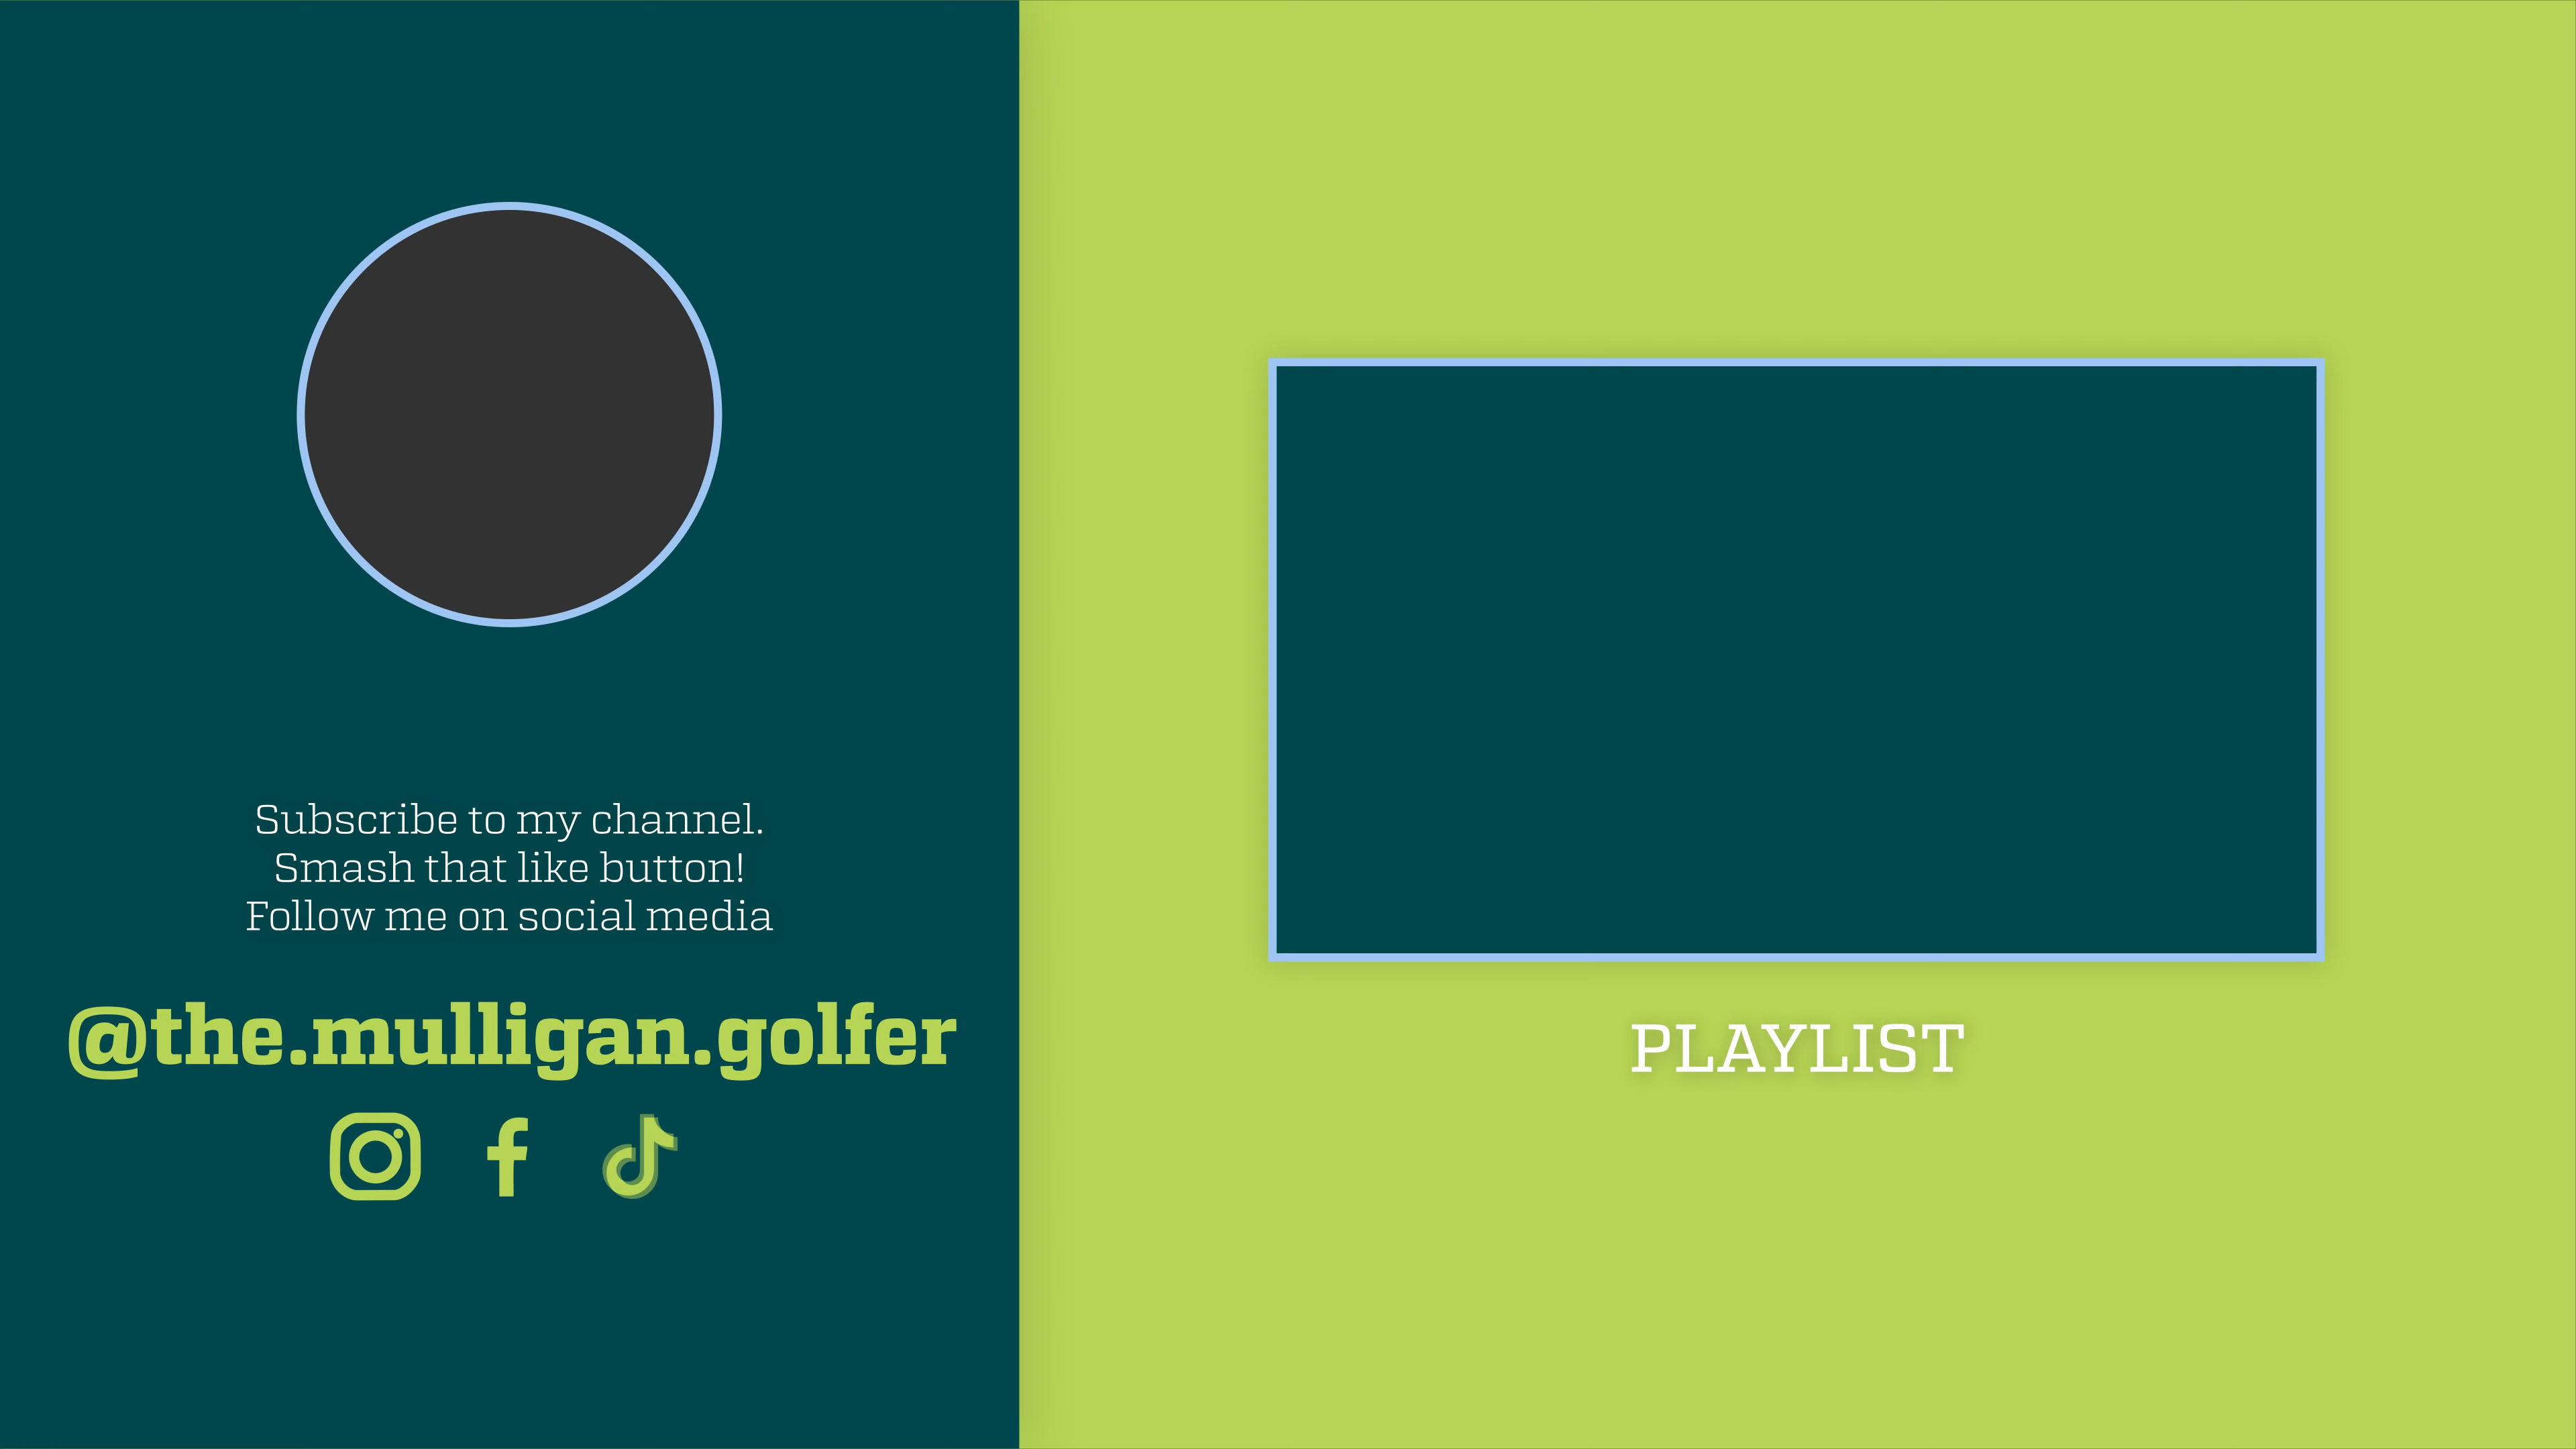 Subscribe to my channel.
Smash that like button!
Follow me on social media
@the.mulligan.golfer
PLAYLIST